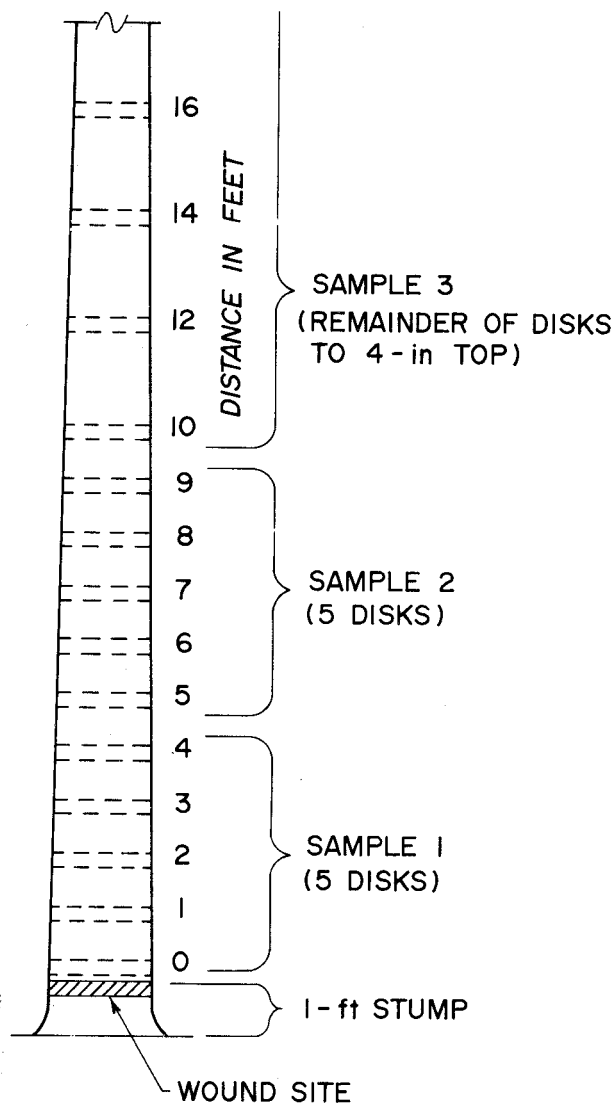 16
14
12
10
9
8
7
6
5
4
3
2
1
0
DISTANCE IN FEET
SAMPLE 3
(REMAINDER OF DISKS
TO 4-in TOP)
SAMPLE 2
(5 DISKS)
SAMPLE 1
(5 DISKS)
1-ft STUMP
WOUND SITE